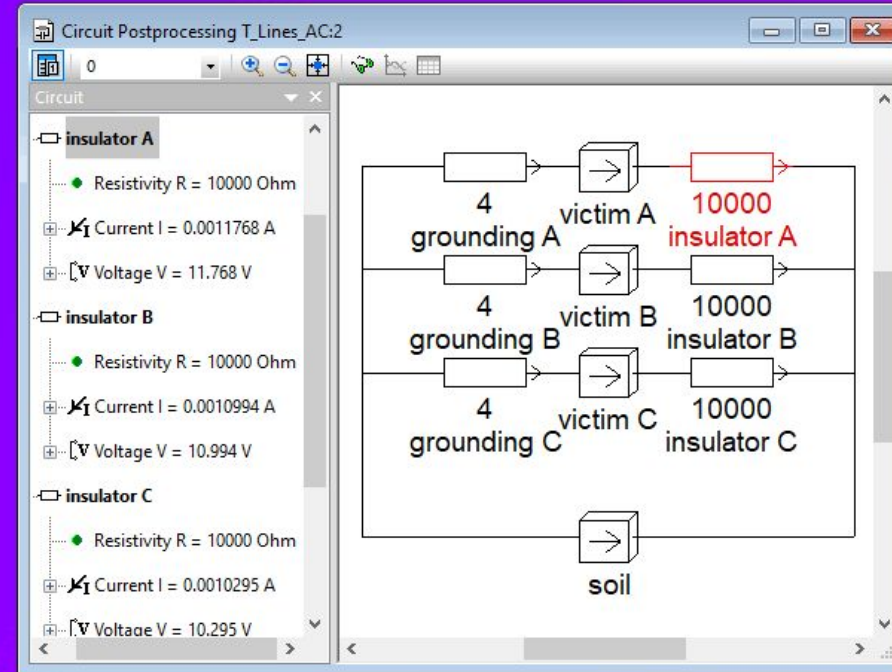 Circuit Postprocessing T_Lines_AC:2
0
Circuit
insulator A
Resistivity R = 10000 Ohm
Current I = 0.0011768 A
Voltage V = 11.768 V
insulator B
Resistivity R = 10000 Ohm
Current I = 0.0010994 A
Voltage V = 10.994 V
insulator C
Resistivity R = 10000 Ohm
Current I = 0.0010295 A
Voltage V = 10.295 V
4 victim A 10000
grounding A insulator A
4 victim B 10000
grounding B insulator B
4 victim C 10000
grounding C insulator C
soil